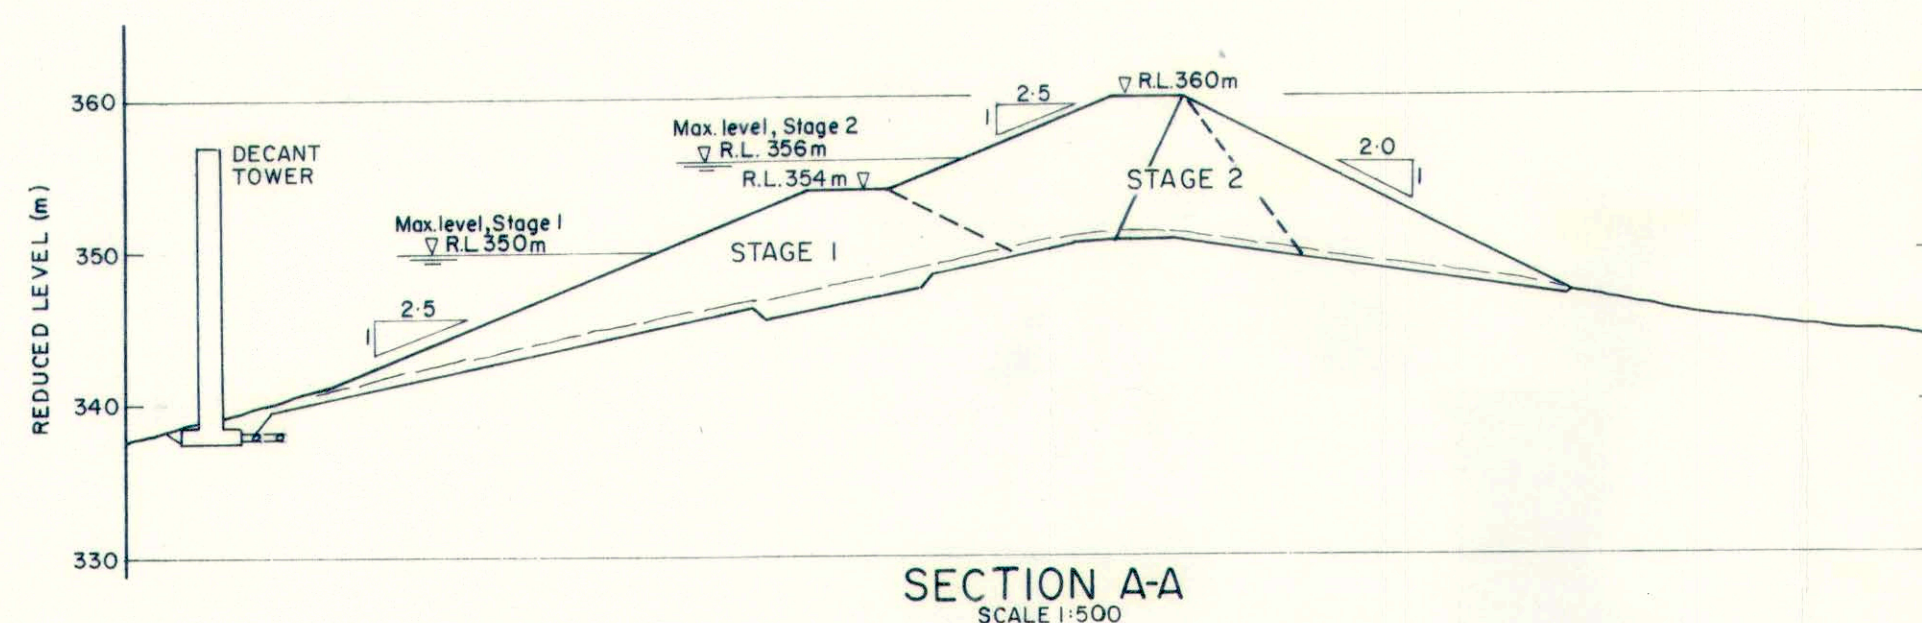 360
350
340
330
REDUCED LEVEL (m)
DECANT
TOWER
Max. level, Stage 1
R.L. 350m
2·5
1
STAGE 1
Max. level, Stage 2
R.L. 356m
R.L. 354m
2·5
1
R.L. 360m
STAGE 2
2·0
1
SECTION A-A
SCALE 1:500